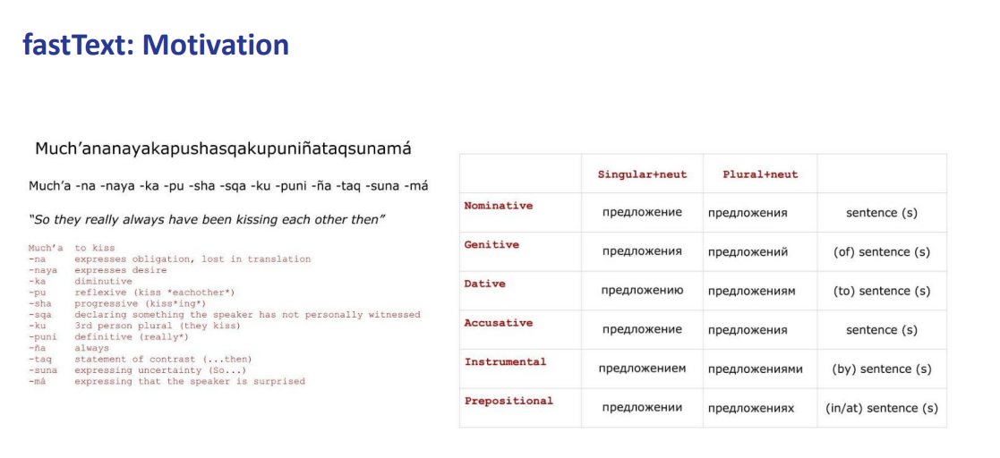 fastText: Motivation
Much’ananayakapushasqakupuniñataqsunamá
Much’a -na -naya -ka -pu -sha -sqa -ku -puni -ña -taq -suna -má
“So they really always have been kissing each other then”
Much’a to kiss
-na expresses obligation, lost in translation
-naya expresses desire
-ka diminutive
-pu reflexive (kiss *eachother*)
-sha progressive (kiss*ing*)
-sqa declaring something the speaker has not personally witnessed
-ku 3rd person plural (they kiss)
-puni definitive (really*)
-ña always
-taq statement of contrast (...then)
-suna expressing uncertainty (So...)
-má expressing that the speaker is surprised
Singular+neut Plural+neut
Nominative предложение предложения sentence (s)
Genitive предложения предложений (of) sentence (s)
Dative предложению предложениям (to) sentence (s)
Accusative предложение предложения sentence (s)
Instrumental предложением предложениями (by) sentence (s)
Prepositional предложении предложениях (in/at) sentence (s)